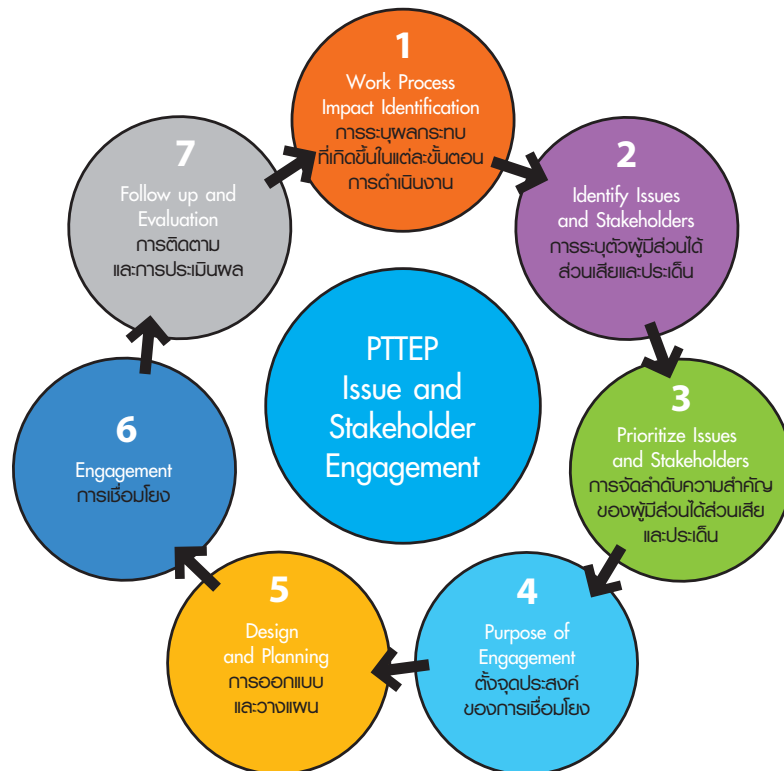 1
Work Process
Impact Identification
การระบุผลกระทบ
ที่เกิดขึ้นในแต่ละขั้นตอน
การดำเนินงาน
2
Identify Issues
and Stakeholders
การระบุตัวผู้มีส่วนได้
ส่วนเสียและประเด็น
3
Prioritize Issues
and Stakeholders
การจัดลำดับความสำคัญ
ของผู้มีส่วนได้ส่วนเสีย
และประเด็น
4
Purpose of
Engagement
ตั้งจุดประสงค์
ของการเชื่อมโยง
5
Design
and Planning
การออกแบบ
และวางแผน
6
Engagement
การเชื่อมโยง
7
Follow up and
Evaluation
การติดตาม
และการประเมินผล
PTTEP
Issue and
Stakeholder
Engagement